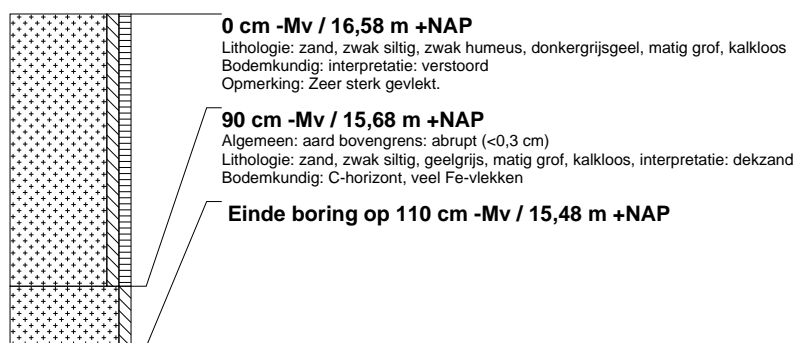 0 cm -Mv / 16,58 m +NAP
Lithologie: zand, zwak siltig, zwak humeus, donkergrijsgeel, matig grof, kalkloos
Bodemkundig: interpretatie: verstoord
Opmerking: Zeer sterk gevlekt.
90 cm -Mv / 15,68 m +NAP
Algemeen: aard bovengrens: abrupt (<0,3 cm)
Lithologie: zand, zwak siltig, geelgrijs, matig grof, kalkloos, interpretatie: dekzand
Bodemkundig: C-horizont, veel Fe-vlekken
Einde boring op 110 cm -Mv / 15,48 m +NAP